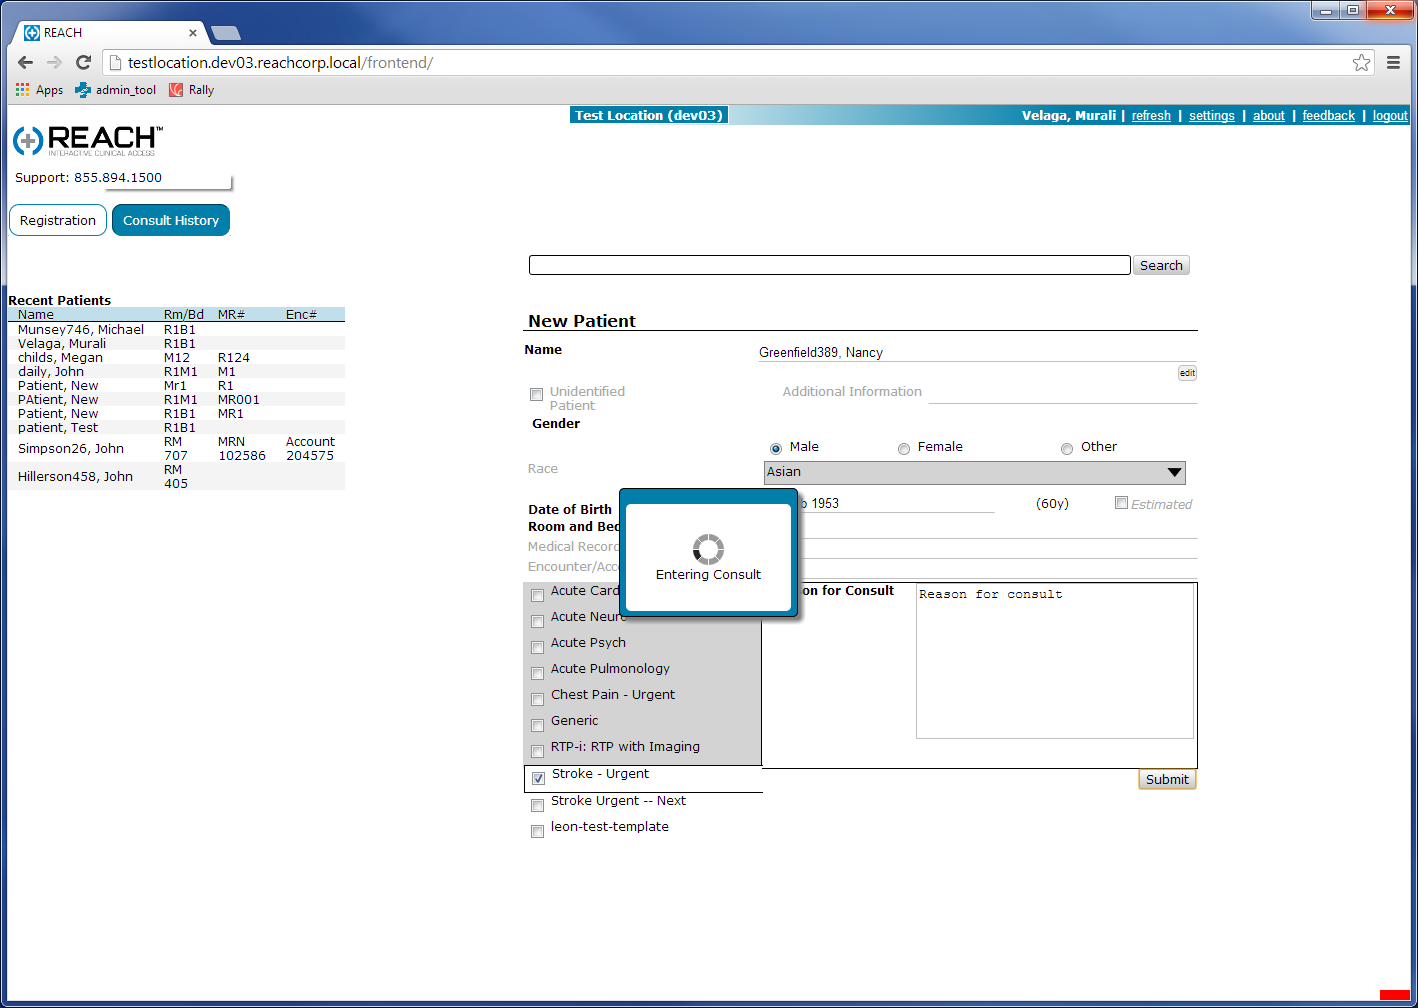 REACH
testlocation.dev03.reachcorp.local/frontend/
Apps admin_tool Rally
Test Location (dev03) Velaga, Murali | refresh | settings | about | feedback | logout
REACH™
INTERACTIVE CLINICAL ACCESS
Support: 855.894.1500
Registration Consult History
Search
Recent Patients
Name Rm/Bd MR# Enc#
Munsey746, Michael R1B1
Velaga, Murali R1B1
childs, Megan M12 R124
daily, John R1M1 M1
Patient, New Mr1 R1
PAtient, New R1M1 MR001
Patient, New R1B1 MR1
patient, Test R1B1
Simpson26, John RM 707 MRN 102586 Account 204575
Hillerson458, John RM 405
New Patient
Name Greenfield389, Nancy
edit
Unidentified Patient Additional Information
Gender
Male Female Other
Race Asian
Date of Birth 1953 (60y) Estimated
Room and Bed
Medical Record
Encounter/Acc
Entering Consult
Acute Card
Acute Neuro
Acute Psych
Acute Pulmonology
Chest Pain - Urgent
Generic
RTP-i: RTP with Imaging
Stroke - Urgent
Stroke Urgent -- Next
leon-test-template
on for Consult Reason for consult
Submit